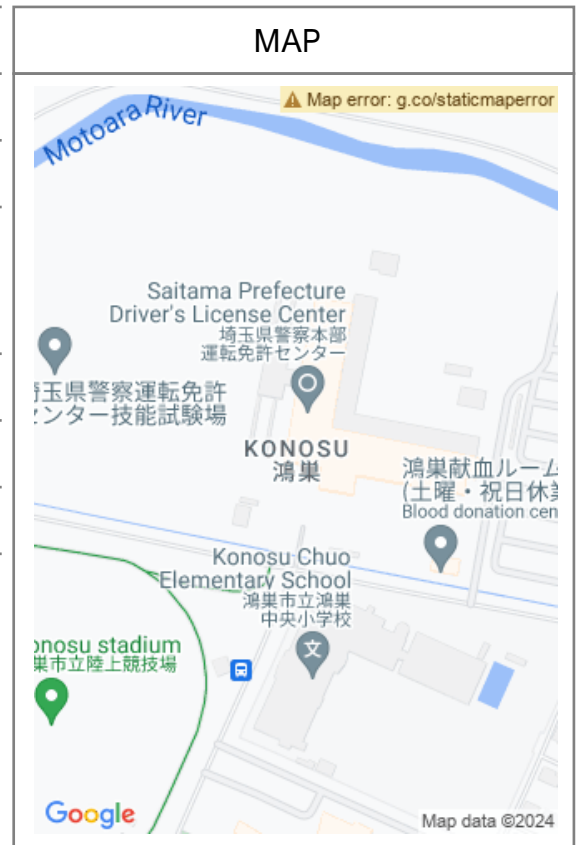 MAP
Map error: g.co/staticmaperror
Motoara River
Saitama Prefecture
Driver's License Center
埼玉県警察本部
運転免許センター
埼玉県警察運転免許
センター技能試験場
KONOSU
鴻巣
鴻巣献血ルーム
(土曜・祝日休業
Blood donation cen
Konosu Chuo
Elementary School
鴻巣市立鴻巣
中央小学校
文
onosu stadium
巣市立陸上競技場
Google
Map data ©2024